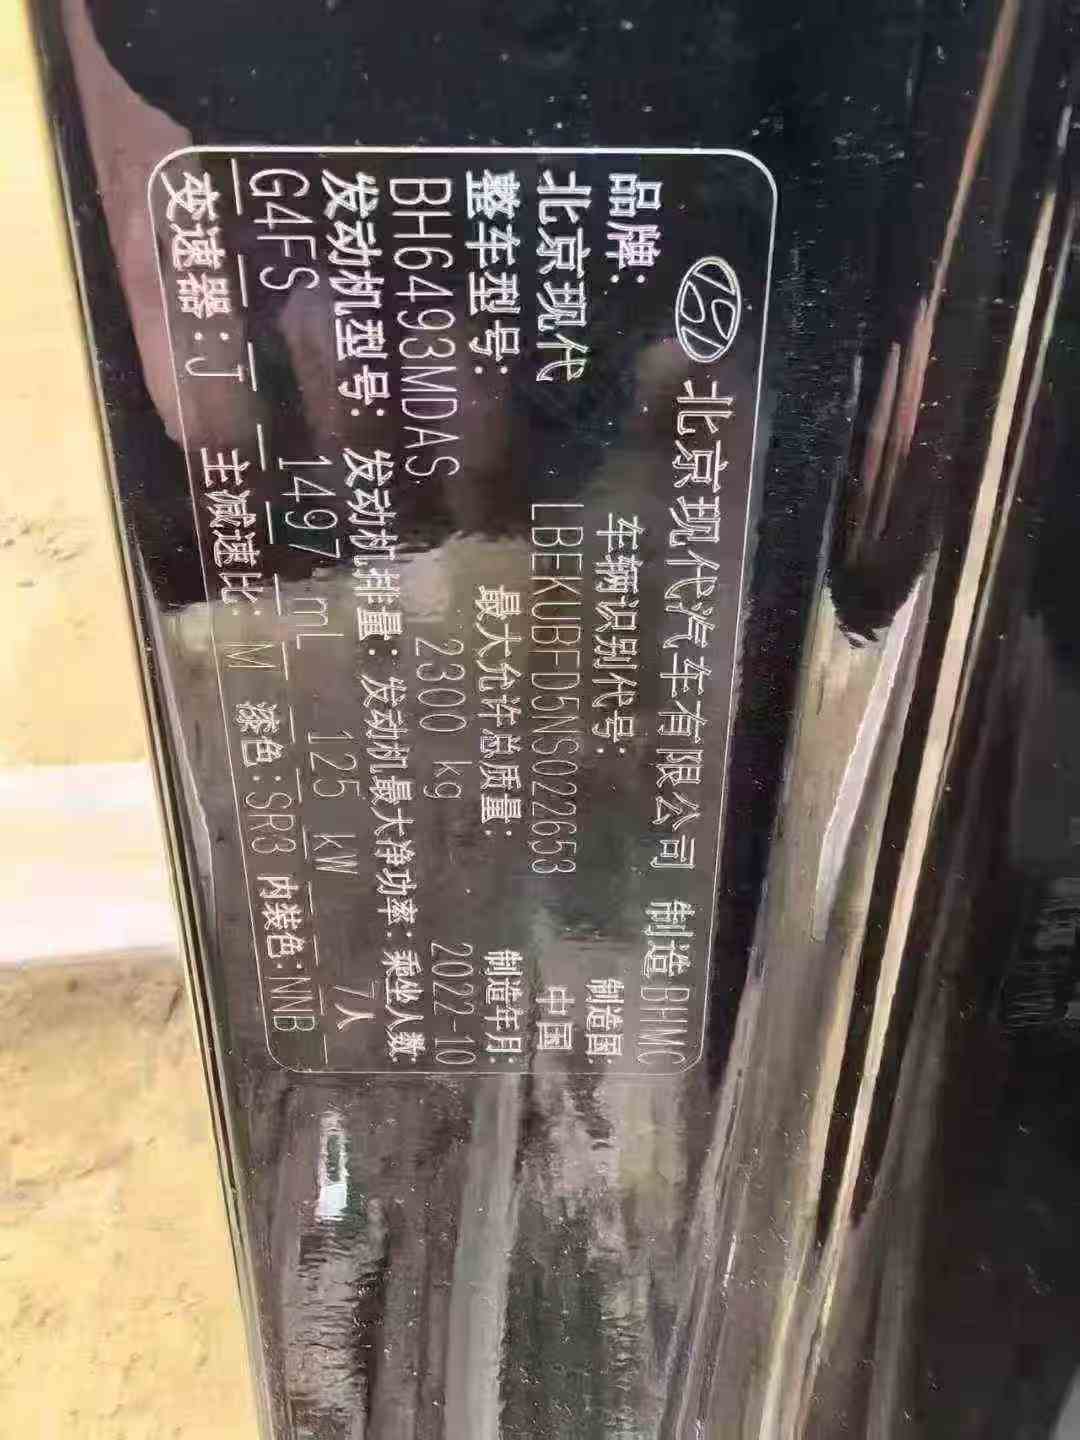 北京现代汽车有限公司 制造 BHMC
品牌: 车辆识别代号: 制造国:
北京现代 LBEKUBFD5NS022653 中国
整车型号: 最大允许总质量: 制造年月:
BH6493MDAS 2300 kg 2022-10
发动机型号: 发动机排量: 发动机最大净功率: 乘坐人数:
G4FS 1497 mL 125 kW 7人
变速器: J 主减速比: M 漆色: SR3 内装色: NNB